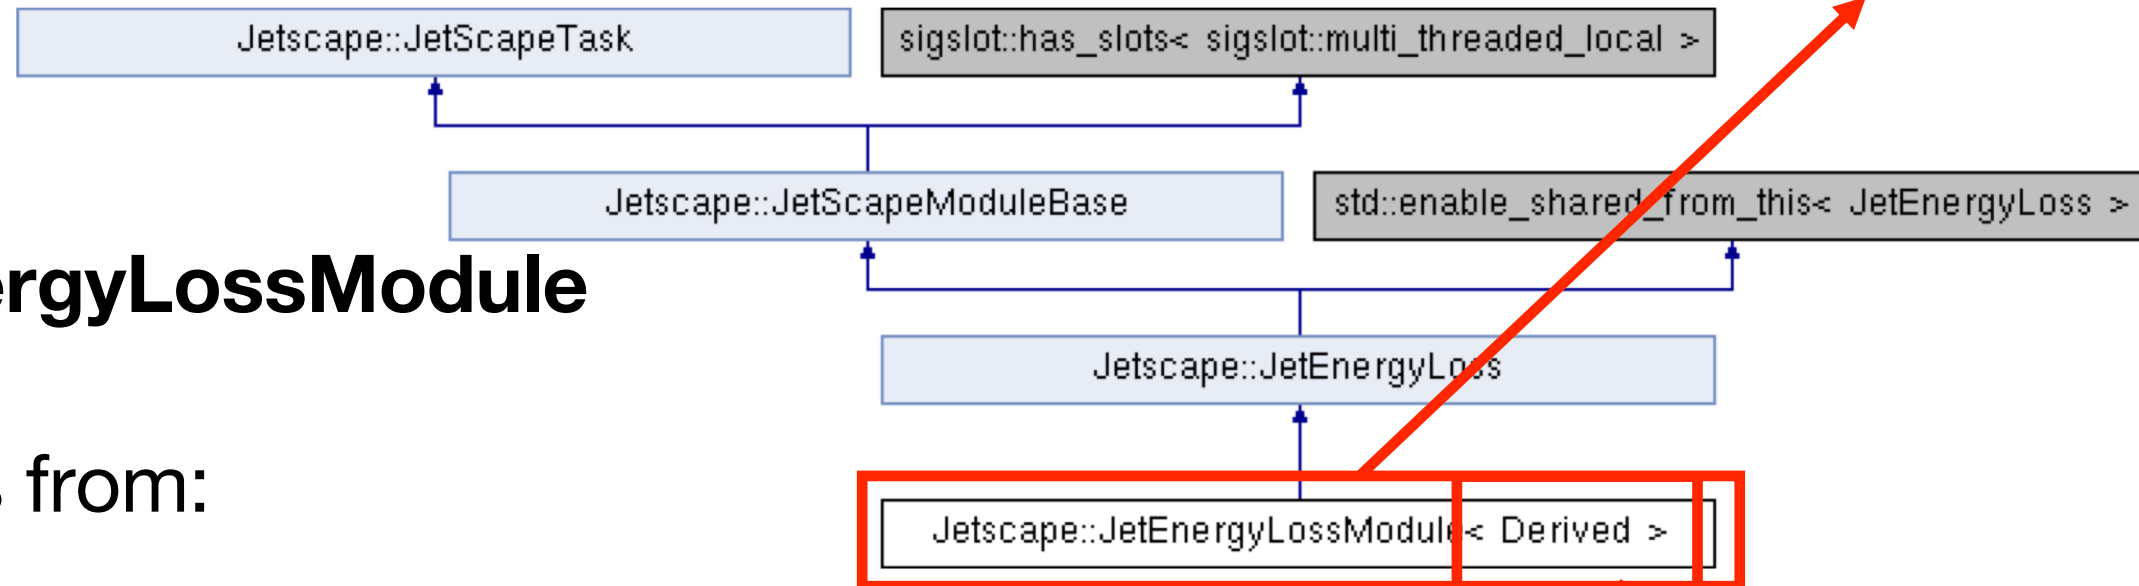 Jetscape::JetScapeTask
sigslot::has_slots< sigslot::multi_threaded_local >
Jetscape::JetScapeModuleBase
std::enable_shared_from_this< JetEnergyLoss >
ergyLossModule
Jetscape::JetEnergyLoss
s from:
Jetscape::JetEnergyLossModule< Derived >